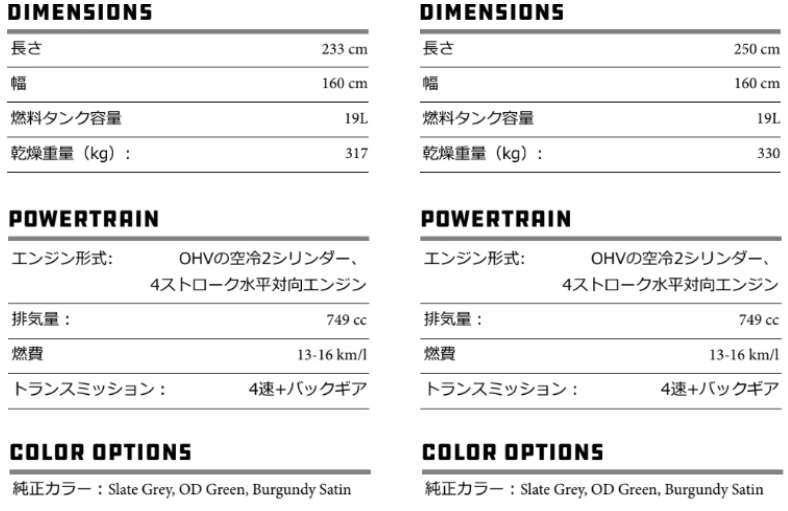 DIMENSIONS
長さ 233 cm
幅 160 cm
燃料タンク容量 19L
乾燥重量（kg）: 317
POWERTRAIN
エンジン形式: OHVの空冷2シリンダー、
4ストローク水平対向エンジン
排気量： 749 cc
燃費 13-16 km/l
トランスミッション： 4速+バックギア
COLOR OPTIONS
純正カラー：Slate Grey, OD Green, Burgundy Satin
DIMENSIONS
長さ 250 cm
幅 160 cm
燃料タンク容量 19L
乾燥重量（kg）: 330
POWERTRAIN
エンジン形式: OHVの空冷2シリンダー、
4ストローク水平対向エンジン
排気量： 749 cc
燃費 13-16 km/l
トランスミッション： 4速+バックギア
COLOR OPTIONS
純正カラー：Slate Grey, OD Green, Burgundy Satin